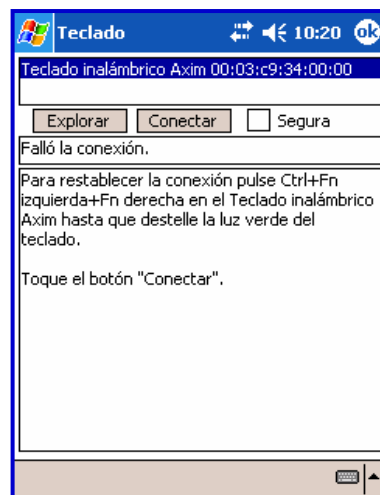 Teclado 10:20 ok
Teclado inalámbrico Axim 00:03:c9:34:00:00
Explorar Conectar Segura
Falló la conexión.
Para restablecer la conexión pulse Ctrl+Fn
izquierda+Fn derecha en el Teclado inalámbrico
Axim hasta que destelle la luz verde del
teclado.
Toque el botón "Conectar".